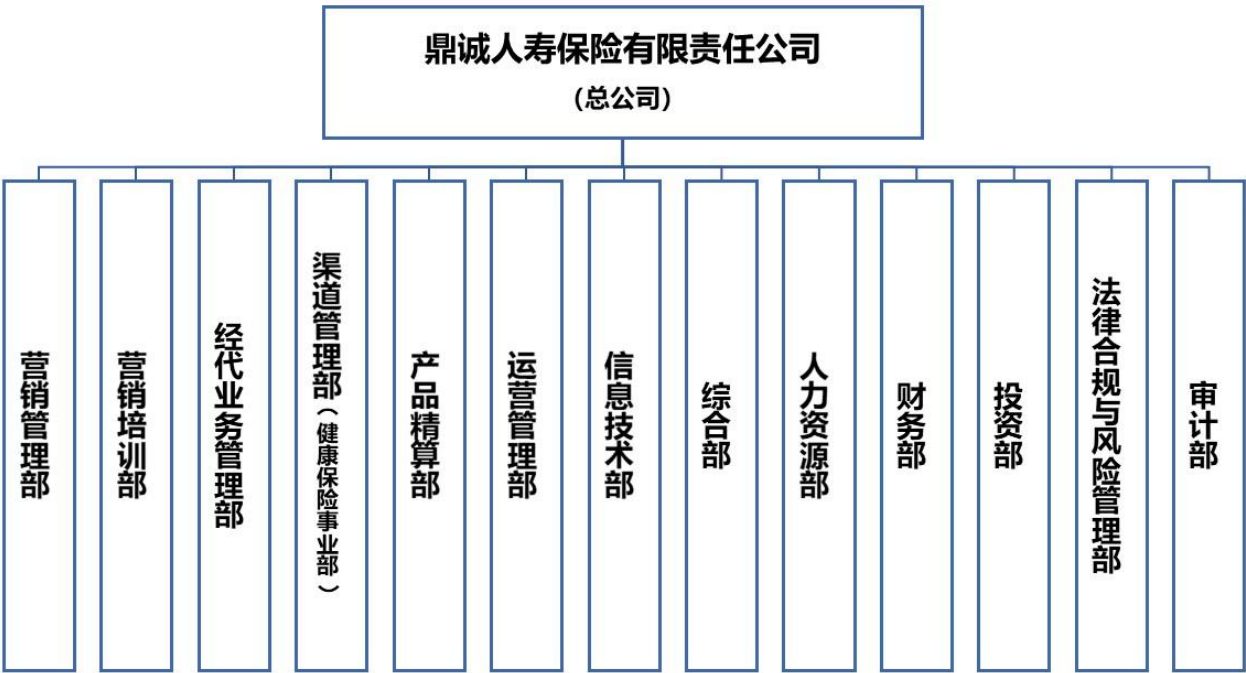 鼎诚人寿保险有限责任公司
（总公司）
营销管理部
营销培训部
经代业务管理部
渠道管理部（健康保险事业部）
产品精算部
运营管理部
信息技术部
综合部
人力资源部
财务部
投资部
法律合规与风险管理部
审计部